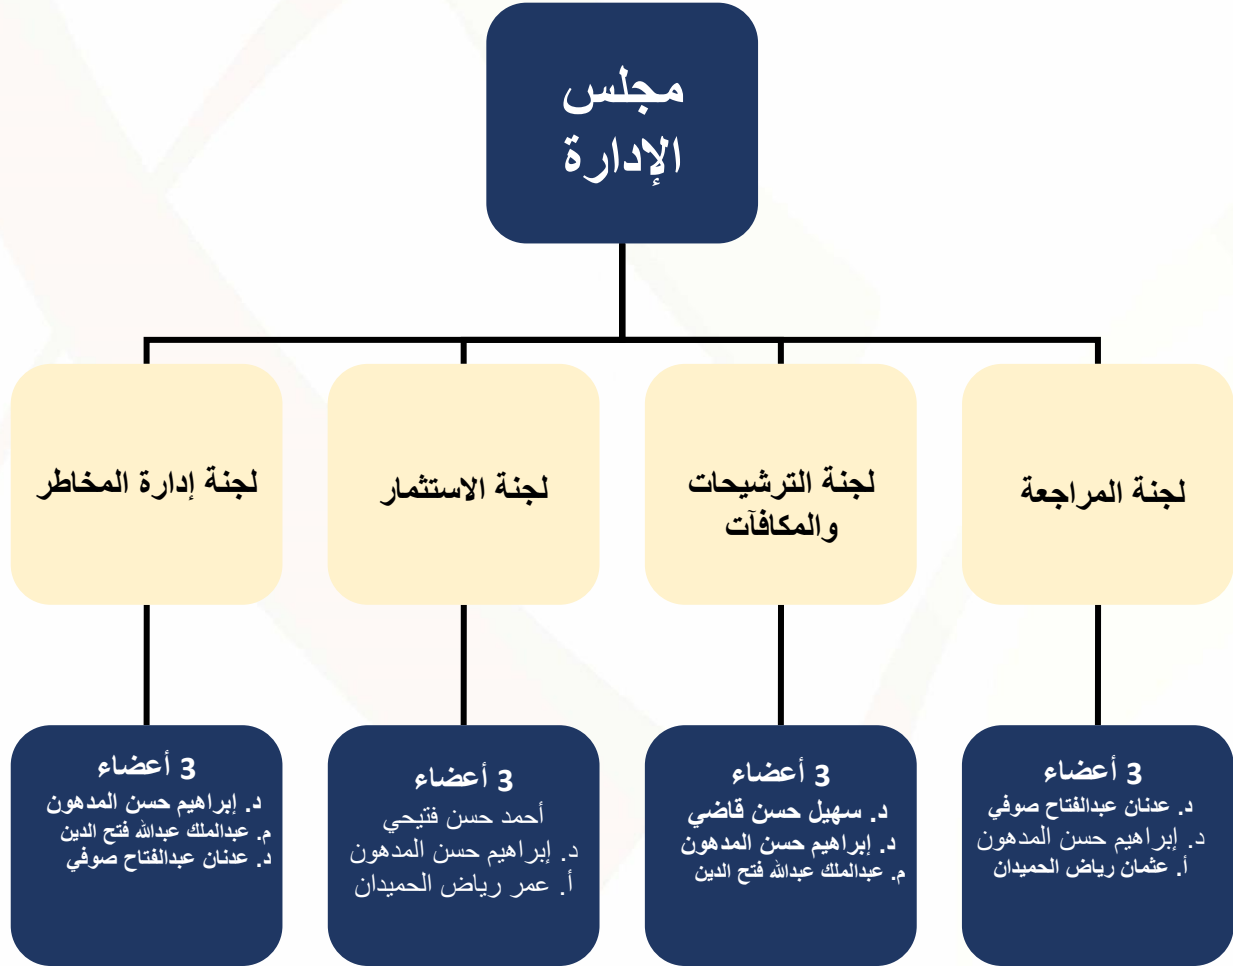 مجلس
الإدارة
لجنة المراجعة
لجنة الترشيحات
والمكافآت
لجنة الاستثمار
لجنة إدارة المخاطر
3 أعضاء
د. عدنان عبدالفتاح صوفي
د. إبراهيم حسن المدهون
أ. عثمان رياض الحميدان
3 أعضاء
د. سهيل حسن قاضي
د. إبراهيم حسن المدهون
م. عبدالملك عبدالله فتح الدين
3 أعضاء
أحمد حسن فتيحي
د. إبراهيم حسن المدهون
أ. عمر رياض الحميدان
3 أعضاء
د. إبراهيم حسن المدهون
م. عبدالملك عبدالله فتح الدين
د. عدنان عبدالفتاح صوفي